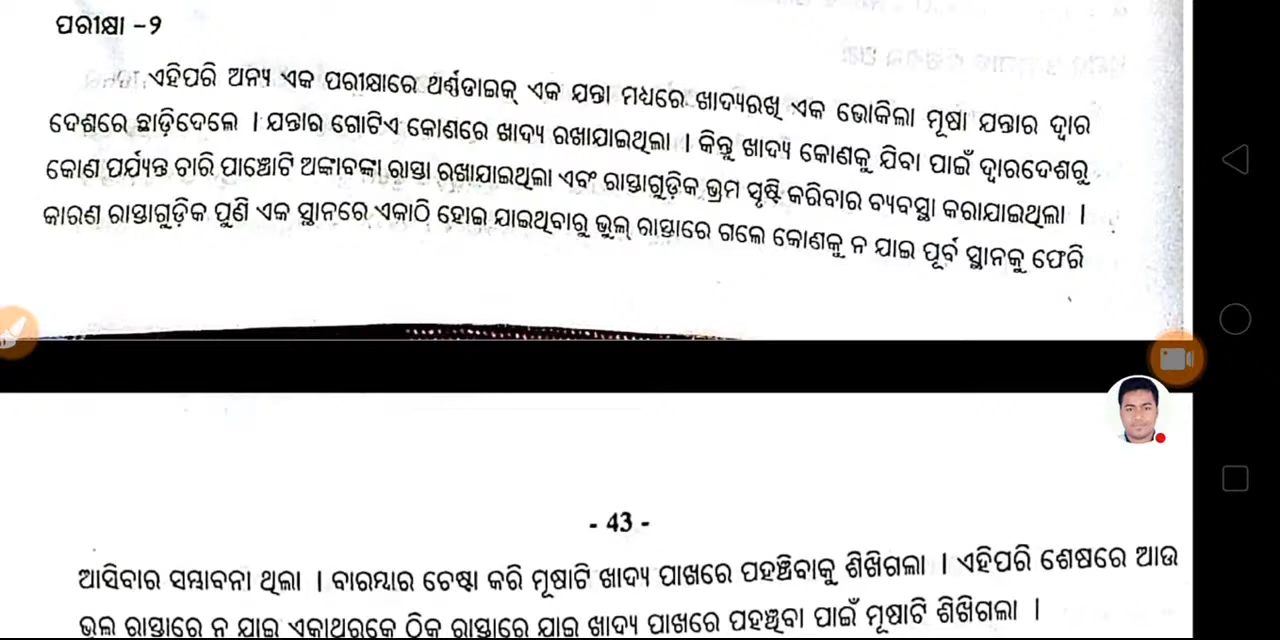 ପରୀକ୍ଷା –୨
ଏହିପରି ଅନ୍ୟ ଏକ ପରୀକ୍ଷାରେ ଥର୍ଣ୍ଣଡାଇକ୍ ଏକ ଯନ୍ତା ମଧ୍ୟରେ ଖାଦ୍ୟରଖି ଏକ ଭୋକିଲା ମୂଷା ଯନ୍ତାର ଦ୍ୱାର
ଦେଶରେ ଛାଡ଼ିଦେଲେ । ଯନ୍ତାର ଗୋଟିଏ କୋଣରେ ଖାଦ୍ୟ ରଖାଯାଇଥିଲା । କିନ୍ତୁ ଖାଦ୍ୟ କୋଣକୁ ଯିବା ପାଇଁ ଦ୍ୱାରଦେଶରୁ
କୋଣ ପର୍ଯ୍ୟନ୍ତ ଚାରି ପାଞ୍ଚୋଟି ଅଙ୍କାବଙ୍କା ରାସ୍ତା ରଖାଯାଇଥିଲା ଏବଂ ରାସ୍ତାଗୁଡ଼ିକ ଭ୍ରମ ସୃଷ୍ଟି କରିବାର ବ୍ୟବସ୍ଥା କରାଯାଇଥିଲା ।
କାରଣ ରାସ୍ତାଗୁଡ଼ିକ ପୁଣି ଏକ ସ୍ଥାନରେ ଏକାଠି ହୋଇ ଯାଇଥିବାରୁ ଭୁଲ୍ ରାସ୍ତାରେ ଗଲେ କୋଣକୁ ନ ଯାଇ ପୂର୍ବ ସ୍ଥାନକୁ ଫେରି
- 43 -
ଆସିବାର ସମ୍ଭାବନା ଥିଲା । ବାରମ୍ବାର ଚେଷ୍ଟା କରି ମୂଷାଟି ଖାଦ୍ୟ ପାଖରେ ପହଞ୍ଚିବାକୁ ଶିଖିଗଲା । ଏହିପରି ଶେଷରେ ଆଉ
ଭୁଲ ରାସ୍ତାରେ ନ ଯାଇ ଏକାଥରକେ ଠିକ୍ ରାସ୍ତାରେ ଯାଇ ଖାଦ୍ୟ ପାଖରେ ପହଞ୍ଚିବା ପାଇଁ ମୂଷାଟି ଶିଖିଗଲା ।